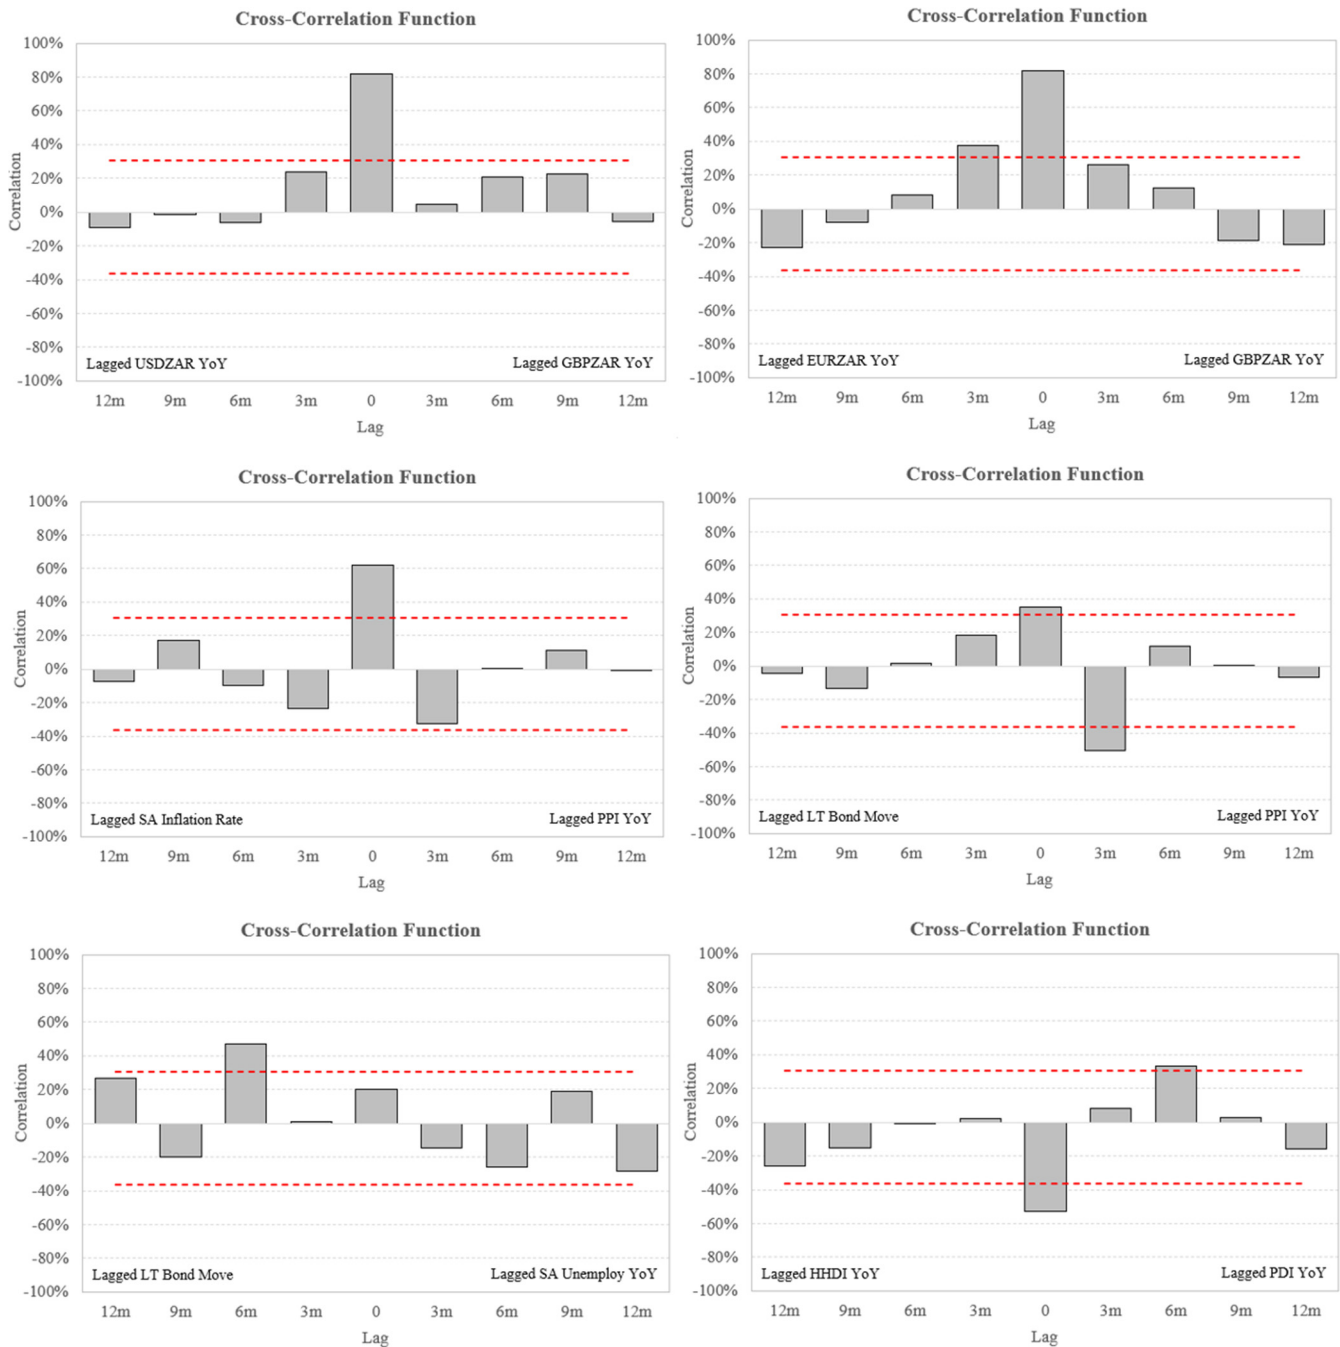 Cross-Correlation Function
100%
80%
60%
40%
20%
0%
-20%
-40%
-60%
-80%
-100%
Correlation
Lagged USDZAR YoY
Lagged GBPZAR YoY
12m 9m 6m 3m 0 3m 6m 9m 12m
Lag
Cross-Correlation Function
100%
80%
60%
40%
20%
0%
-20%
-40%
-60%
-80%
-100%
Correlation
Lagged EURZAR YoY
Lagged GBPZAR YoY
12m 9m 6m 3m 0 3m 6m 9m 12m
Lag
Cross-Correlation Function
100%
80%
60%
40%
20%
0%
-20%
-40%
-60%
-80%
-100%
Correlation
Lagged SA Inflation Rate
Lagged PPI YoY
12m 9m 6m 3m 0 3m 6m 9m 12m
Lag
Cross-Correlation Function
100%
80%
60%
40%
20%
0%
-20%
-40%
-60%
-80%
-100%
Correlation
Lagged LT Bond Move
Lagged PPI YoY
12m 9m 6m 3m 0 3m 6m 9m 12m
Lag
Cross-Correlation Function
100%
80%
60%
40%
20%
0%
-20%
-40%
-60%
-80%
-100%
Correlation
Lagged LT Bond Move
Lagged SA Unemploy YoY
12m 9m 6m 3m 0 3m 6m 9m 12m
Lag
Cross-Correlation Function
100%
80%
60%
40%
20%
0%
-20%
-40%
-60%
-80%
-100%
Correlation
Lagged HHDI YoY
Lagged PDI YoY
12m 9m 6m 3m 0 3m 6m 9m 12m
Lag